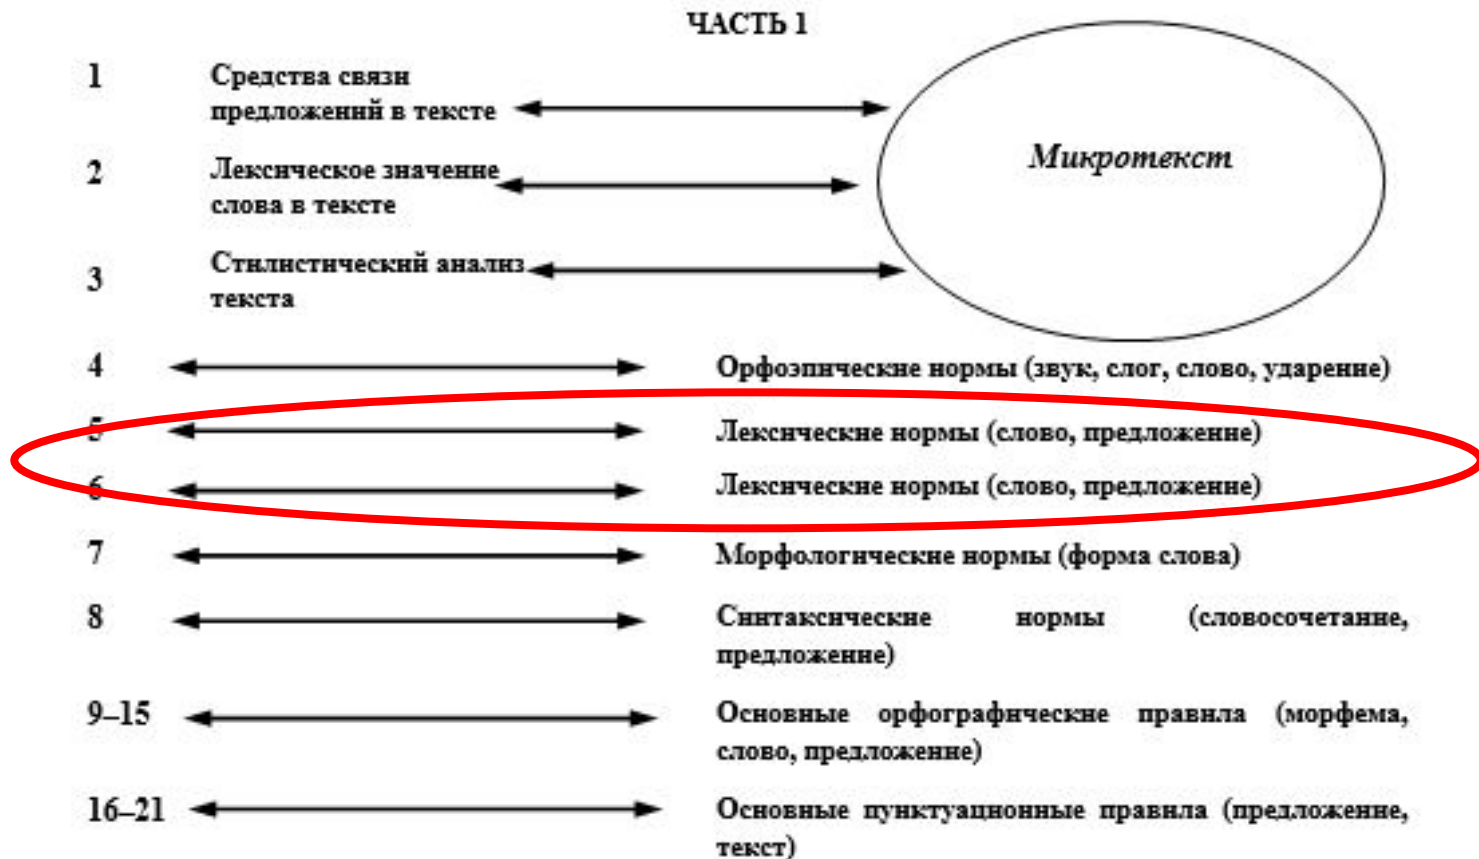 ЧАСТЬ 1
1 Средства связи
предложений в тексте
Микротекст
2 Лексическое значение
слова в тексте
3 Стилистический анализ
текста
4 Орфоэпические нормы (звук, слог, слово, ударение)
5 Лексические нормы (слово, предложение)
6 Лексические нормы (слово, предложение)
7 Морфологические нормы (форма слова)
8 Синтаксические нормы (словосочетание,
предложение)
9–15 Основные орфографические правила (морфема,
слово, предложение)
16–21 Основные пунктуационные правила (предложение,
текст)